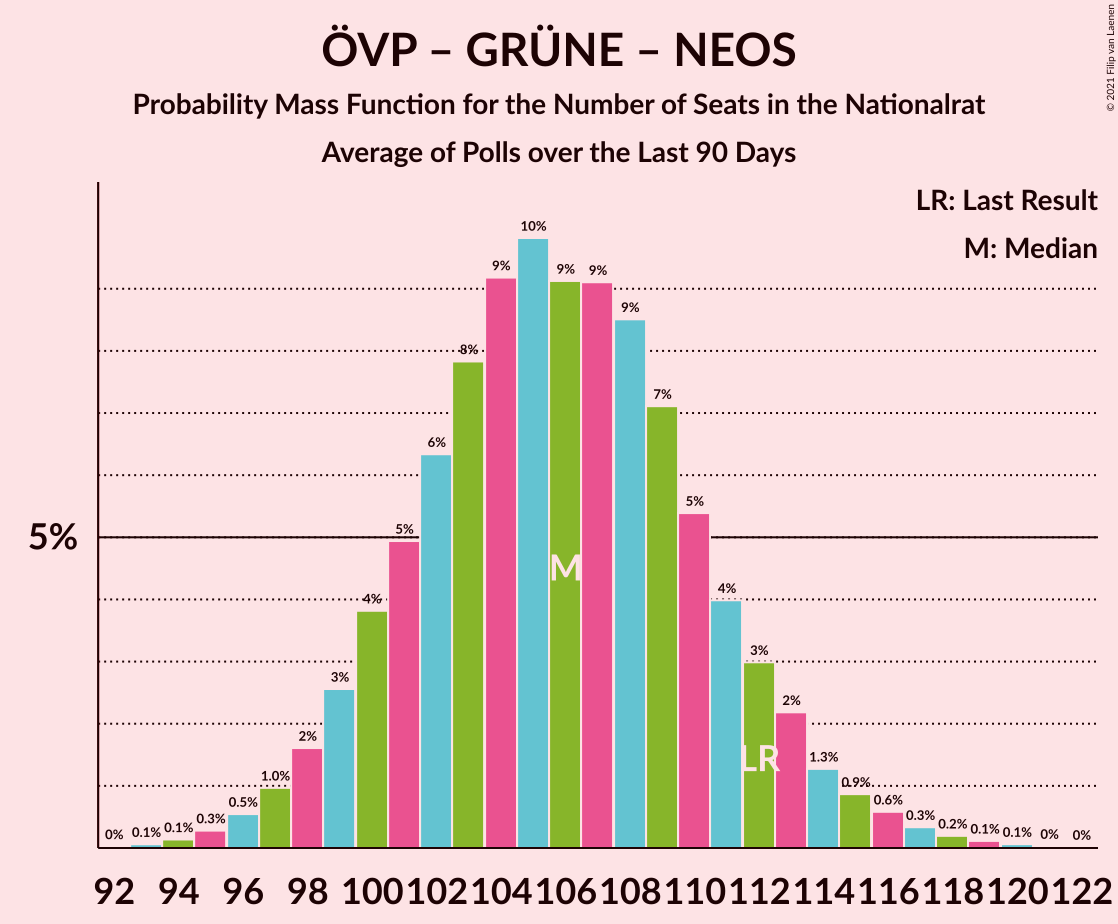 ÖVP – GRÜNE – NEOS
Probability Mass Function for the Number of Seats in the Nationalrat
Average of Polls over the Last 90 Days
© 2021 Filip van Laenen
LR: Last Result
M: Median
5%
0% 0.1% 0.1% 0.3% 0.5% 1.0% 2% 3% 4% 5% 6% 8% 9% 10% 9% 9% 9% 7% 5% 4% 3% 2% 1.3% 0.9% 0.6% 0.3% 0.2% 0.1% 0.1% 0% 0%
M
LR
92 94 96 98 100 102 104 106 108 110 112 114 116 118 120 122